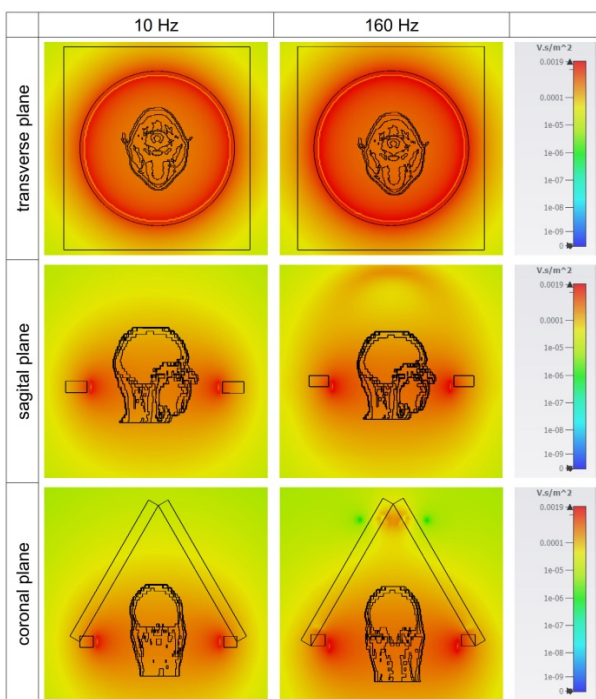 10 Hz 160 Hz
transverse plane
V.s/m^2
0.0019
0.0001
1e-05
1e-06
1e-07
1e-08
1e-09
0
sagital plane
V.s/m^2
0.0019
0.0001
1e-05
1e-06
1e-07
1e-08
1e-09
0
coronal plane
V.s/m^2
0.0019
0.0001
1e-05
1e-06
1e-07
1e-08
1e-09
0